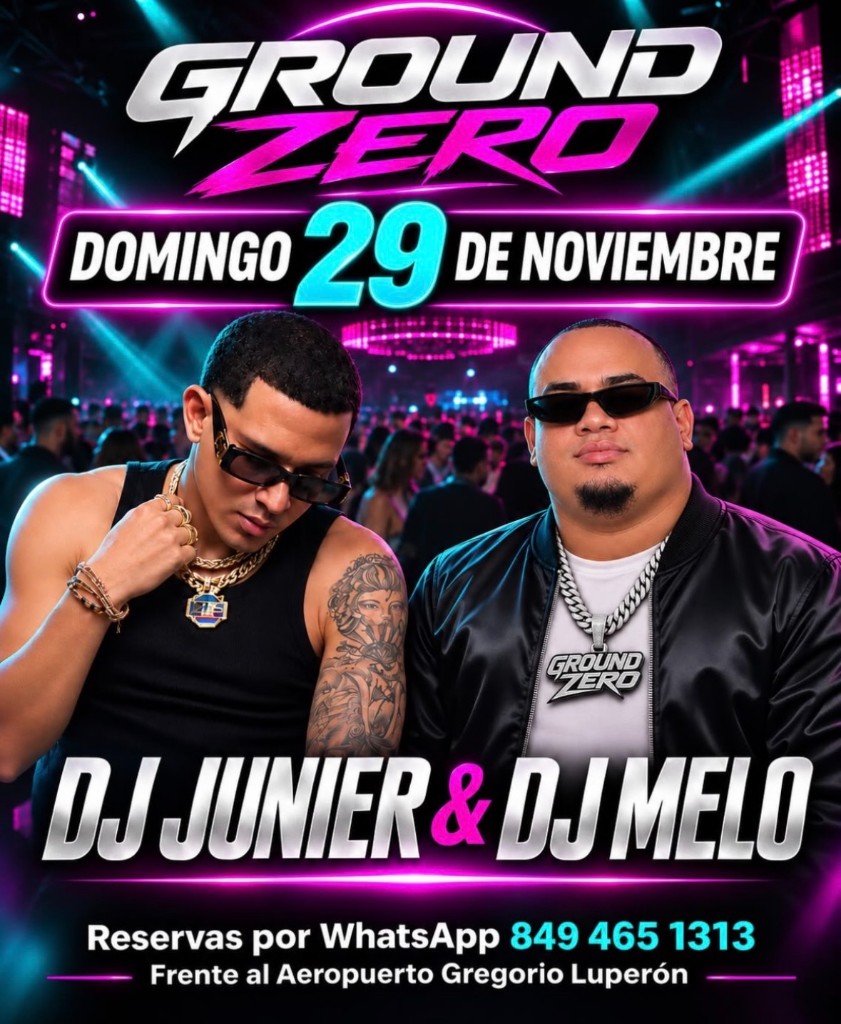 GROUND
ZERO
DOMINGO 29 DE NOVIEMBRE
GROUND
ZERO
DJ JUNIER & DJ MELO
Reservas por WhatsApp 849 465 1313
Frente al Aeropuerto Gregorio Luperón